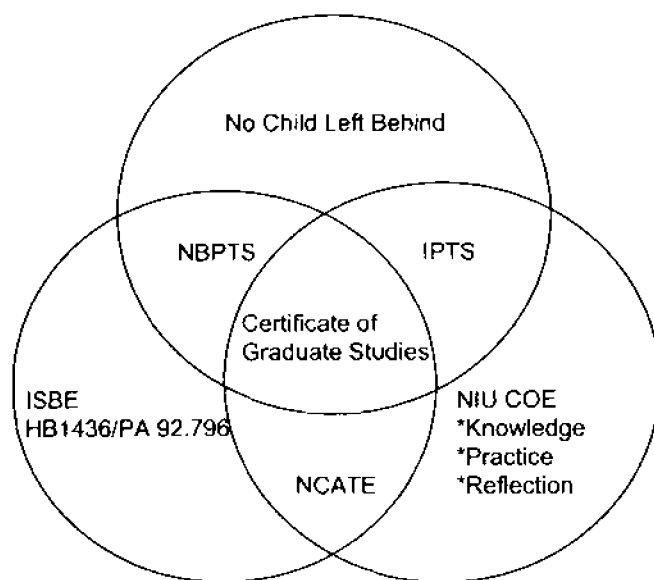 No Child Left Behind
NBPTS
IPTS
Certificate of
Graduate Studies
ISBE
HB1436/PA 92.796
NIU COE
*Knowledge
*Practice
*Reflection
NCATE